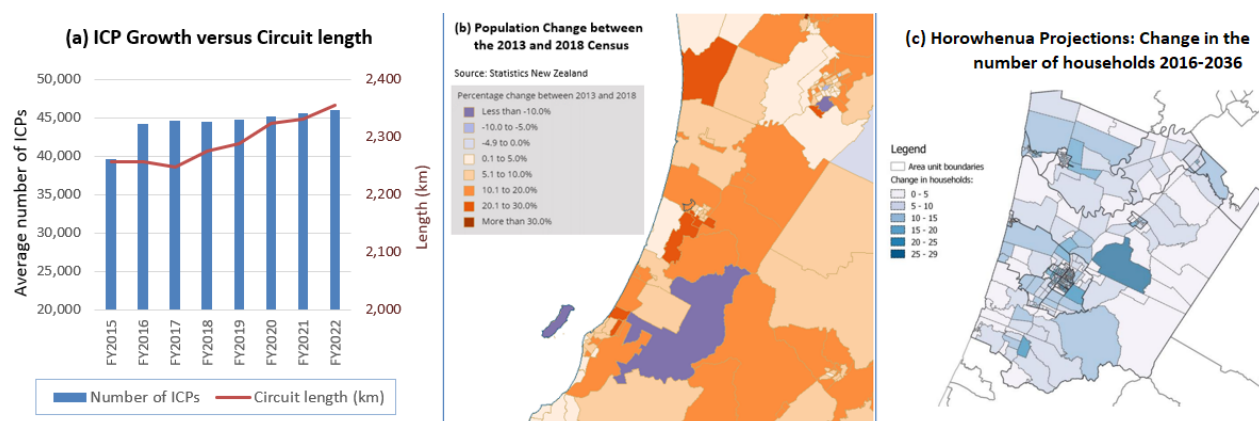 (a) ICP Growth versus Circuit length
50,000
45,000
40,000
35,000
30,000
25,000
20,000
Average number of ICPs
2,400
2,300
2,200
2,100
2,000
Length (km)
FY2015
FY2016
FY2017
FY2018
FY2019
FY2020
FY2021
FY2022
Number of ICPs
Circuit length (km)
(b) Population Change between
the 2013 and 2018 Census
Source: Statistics New Zealand
Percentage change between 2013 and 2018
Less than -10.0%
-10.0 to -5.0%
-4.9 to 0.0%
0.1 to 5.0%
5.1 to 10.0%
10.1 to 20.0%
20.1 to 30.0%
More than 30.0%
(c) Horowhenua Projections: Change in the
number of households 2016-2036
Legend
Area unit boundaries
Change in households:
0 - 5
5 - 10
10 - 15
15 - 20
20 - 25
25 - 29